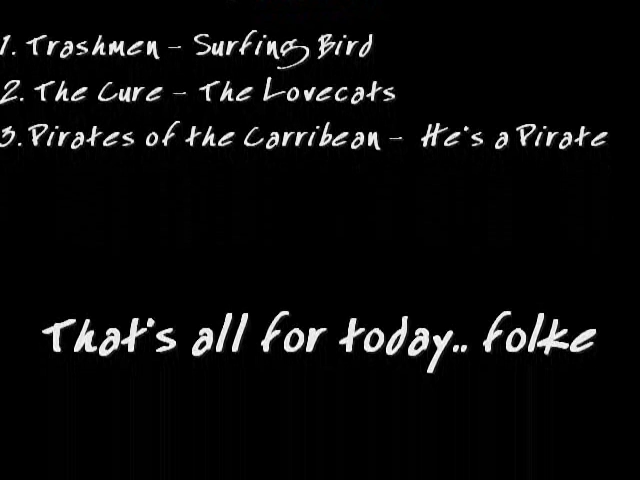 1. Trashmen - Surfing Bird
2. The Cure - The Lovecats
3. Pirates of the Carribean - He's a Pirate
That's all for today.. folke